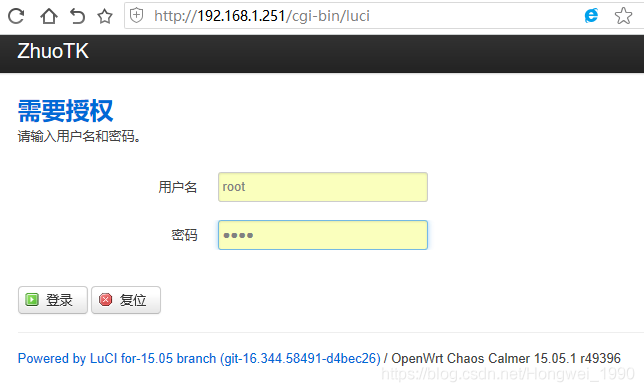 http://192.168.1.251/cgi-bin/luci
ZhuoTK
需要授权
请输入用户名和密码。
用户名 root
密码 ••••
登录 复位
Powered by LuCI for-15.05 branch (git-16.344.58491-d4bec26) / OpenWrt Chaos Calmer 15.05.1 r49396
https://blog.csdn.net/Hongwei_1990